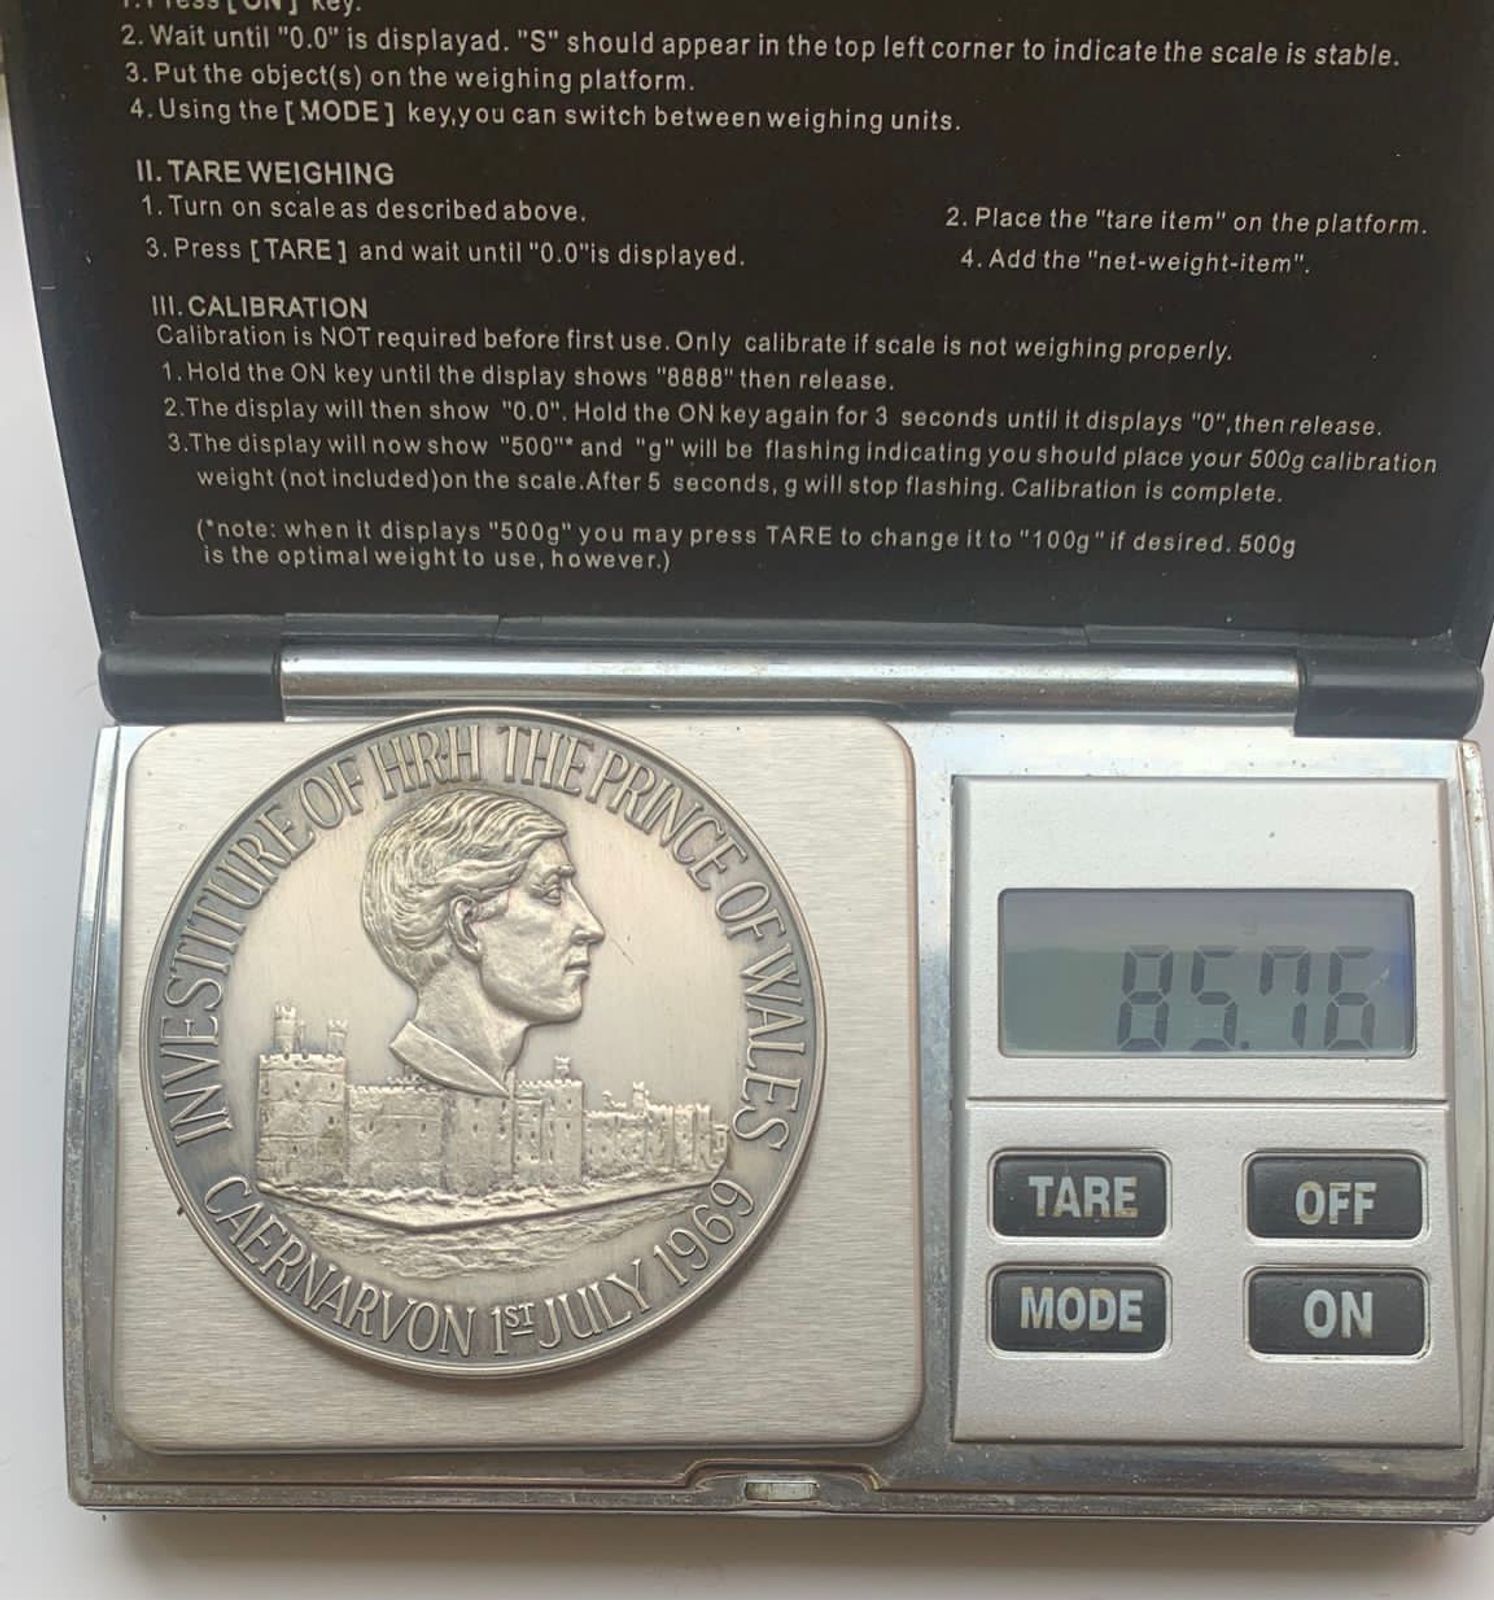 1. Press [ON] key.
2. Wait until "0.0" is displayad. "S" should appear in the top left corner to indicate the scale is stable.
3. Put the object(s) on the weighing platform.
4. Using the [MODE] key,you can switch between weighing units.
II. TARE WEIGHING
1. Turn on scale as described above.
2. Place the "tare item" on the platform.
3. Press [TARE] and wait until "0.0"is displayed.
4. Add the "net-weight-item".
III. CALIBRATION
Calibration is NOT required before first use. Only calibrate if scale is not weighing properly.
1. Hold the ON key until the display shows "8888" then release.
2.The display will then show "0.0". Hold the ON key again for 3 seconds until it displays "0",then release.
3.The display will now show "500"* and "g" will be flashing indicating you should place your 500g calibration
weight (not included)on the scale.After 5 seconds, g will stop flashing. Calibration is complete.
(*note: when it displays "500g" you may press TARE to change it to "100g" if desired. 500g
is the optimal weight to use, however.)
INVESTITURE OF HRH THE PRINCE OF WALES
CAERNARVON 1ST JULY 1969
85.76
TARE
OFF
MODE
ON